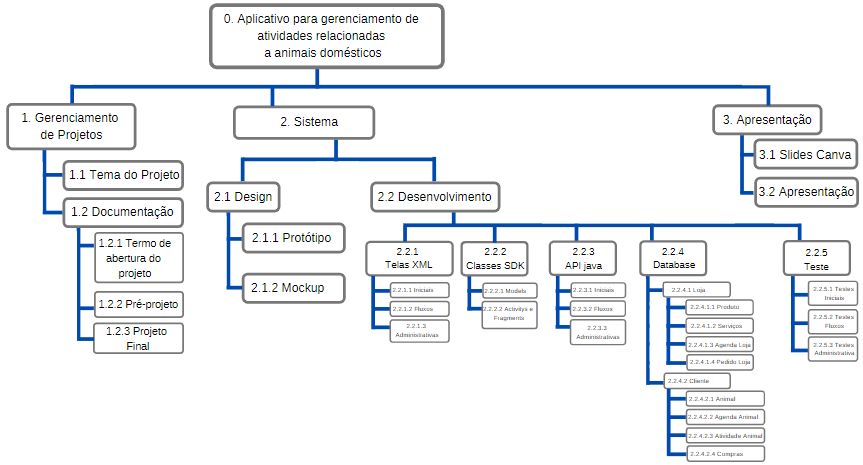 0. Aplicativo para gerenciamento de
atividades relacionadas
a animais domésticos
1. Gerenciamento
de Projetos
1.1 Tema do Projeto
1.2 Documentação
1.2.1 Termo de
abertura do
projeto
1.2.2 Pré-projeto
1.2.3 Projeto
Final
2. Sistema
2.1 Design
2.1.1 Protótipo
2.1.2 Mockup
2.2 Desenvolvimento
2.2.1
Telas XML
2.2.1.1 Iniciais
2.2.1.2 Fluxos
2.2.1.3
Administrativas
2.2.2
Classes SDK
2.2.2.1 Models
2.2.2.2 Activitys e
Fragments
2.2.3
API java
2.2.3.1 Iniciais
2.2.3.2 Fluxos
2.2.3.3
Administrativas
2.2.4
Database
2.2.4.1 Loja
2.2.4.1.1 Produto
2.2.4.1.2 Serviços
2.2.4.1.3 Agenda Loja
2.2.4.1.4 Pedido Loja
2.2.4.2 Cliente
2.2.4.2.1 Animal
2.2.4.2.2 Agenda Animal
2.2.4.2.3 Atividade Animal
2.2.4.2.4 Compras
2.2.5
Teste
2.2.5.1 Testes
Iniciais
2.2.5.2 Testes
Fluxos
2.2.5.3 Testes
Administrativa
3. Apresentação
3.1 Slides Canva
3.2 Apresentação